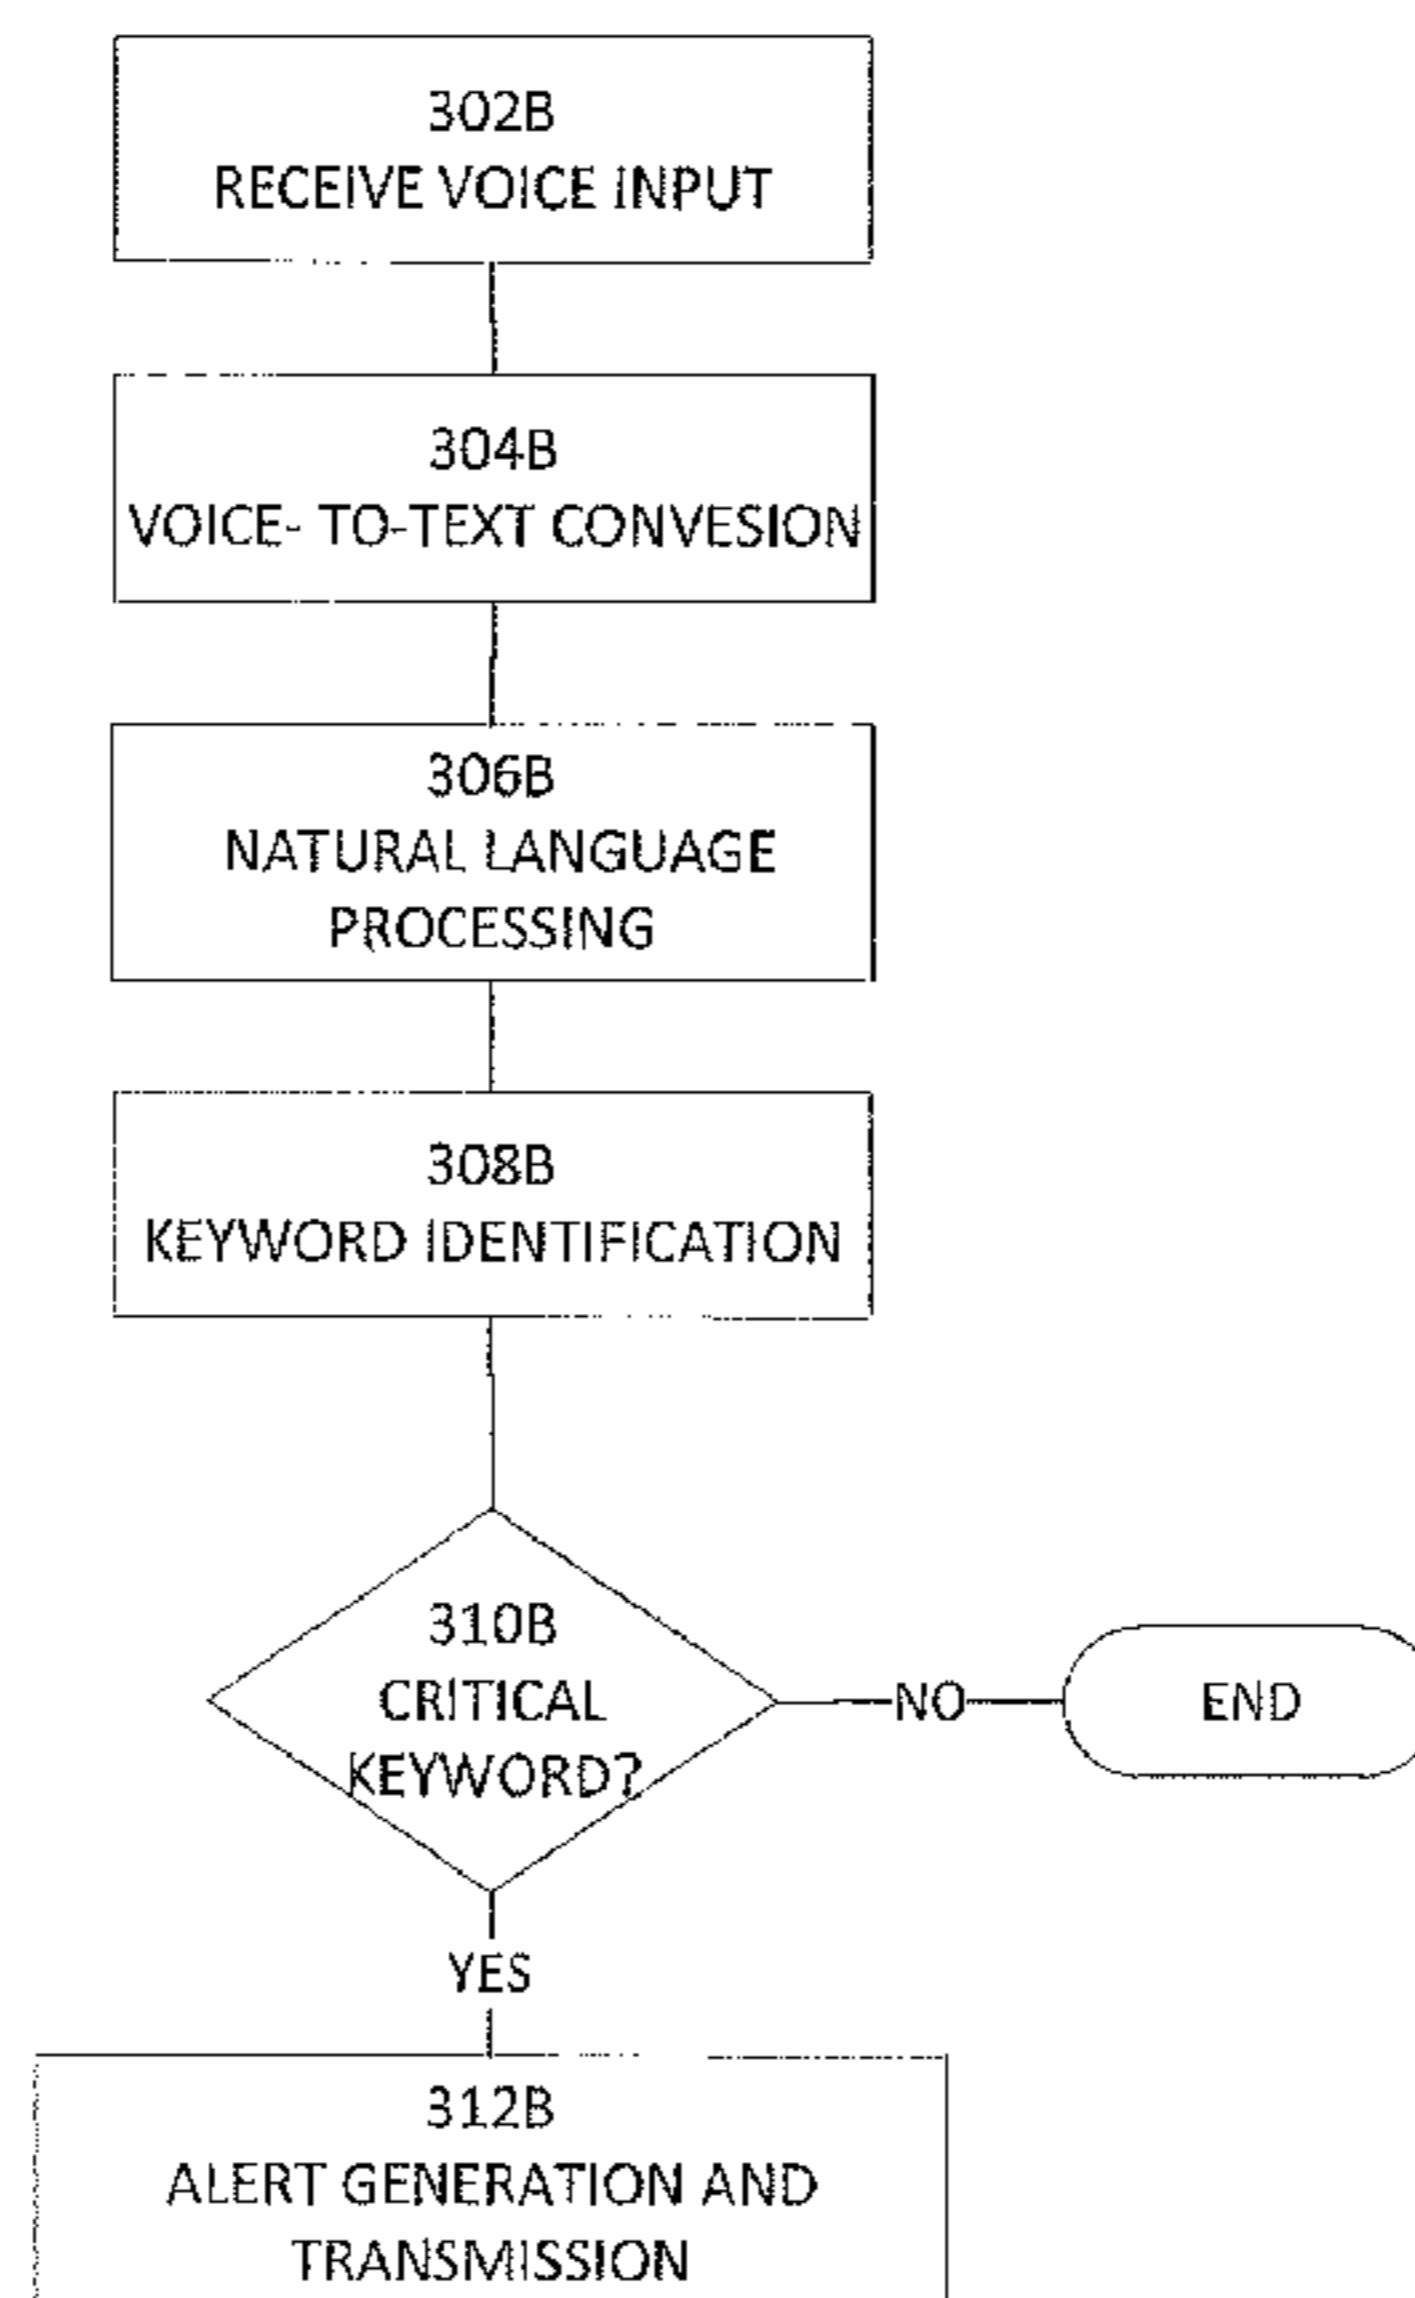 302B
RECEIVE VOICE INPUT
304B
VOICE- TO-TEXT CONVESION
306B
NATURAL LANGUAGE
PROCESSING
308B
KEYWORD IDENTIFICATION
310B
CRITICAL
KEYWORD?
NO
END
YES
312B
ALERT GENERATION AND
TRANSMISSION